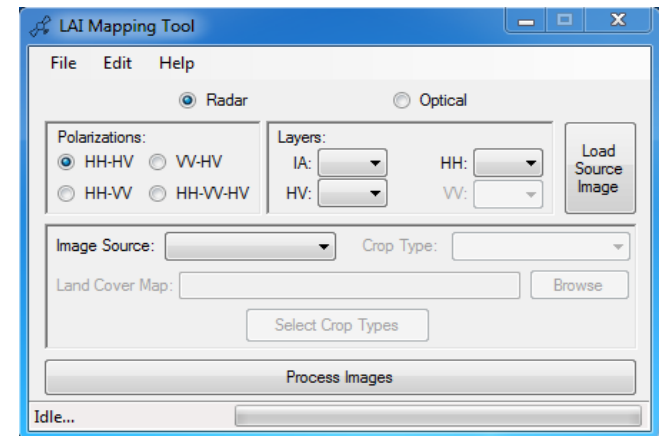 LAI Mapping Tool
File Edit Help
Radar Optical
Polarizations:
HH-HV VV-HV
HH-VV HH-VV-HV
Layers:
IA: HH:
HV: VV:
Load
Source
Image
Image Source: Crop Type:
Land Cover Map: Browse
Select Crop Types
Process Images
Idle...